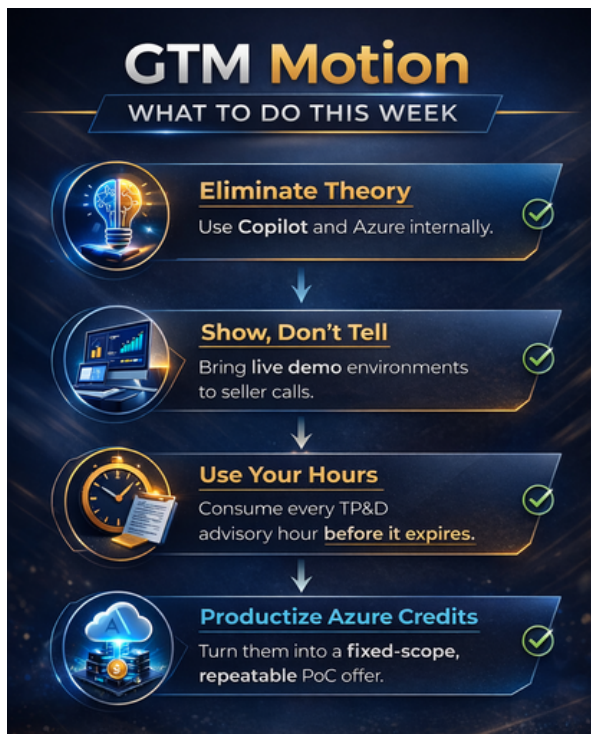 GTM Motion
WHAT TO DO THIS WEEK
Eliminate Theory
Use Copilot and Azure internally.
Show, Don't Tell
Bring live demo environments
to seller calls.
Use Your Hours
Consume every TP&D
advisory hour before it expires.
Productize Azure Credits
Turn them into a fixed-scope,
repeatable PoC offer.